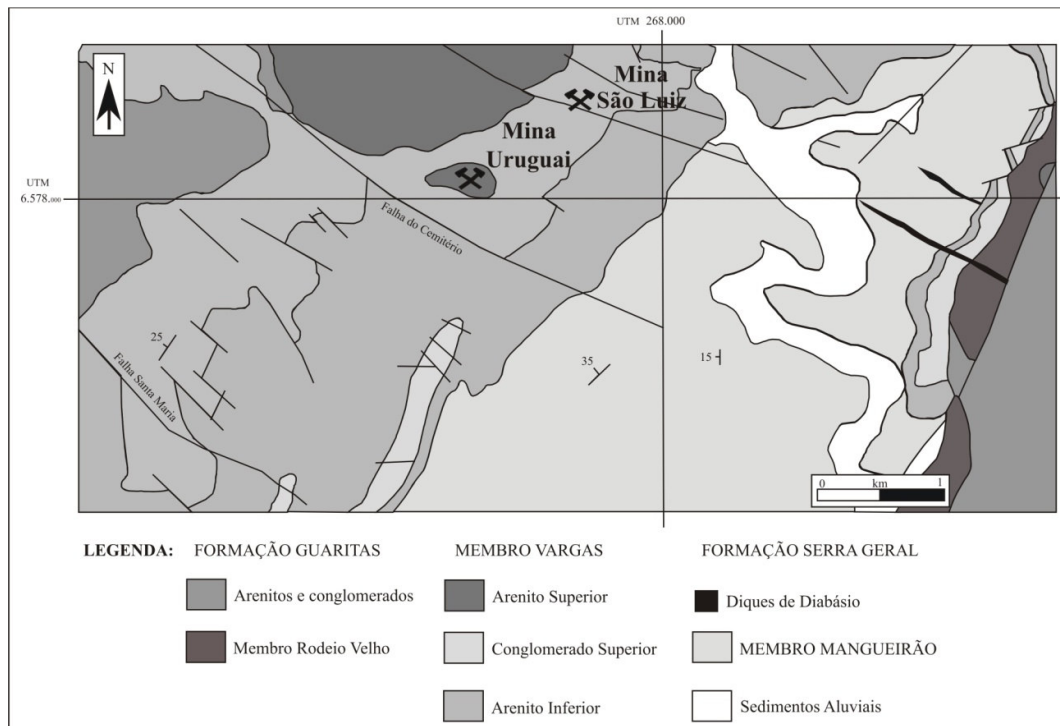 UTM 268.000
N
Mina
São Luiz
Mina
Uruguai
UTM
6.578.000
Falha do Cemitério
25
Falha Santa Maria
35
15
0 km 1
LEGENDA: FORMAÇÃO GUARITAS MEMBRO VARGAS FORMAÇÃO SERRA GERAL
Arenitos e conglomerados Arenito Superior Diques de Diabásio
Membro Rodeio Velho Conglomerado Superior MEMBRO MANGUEIRÃO
Arenito Inferior Sedimentos Aluviais